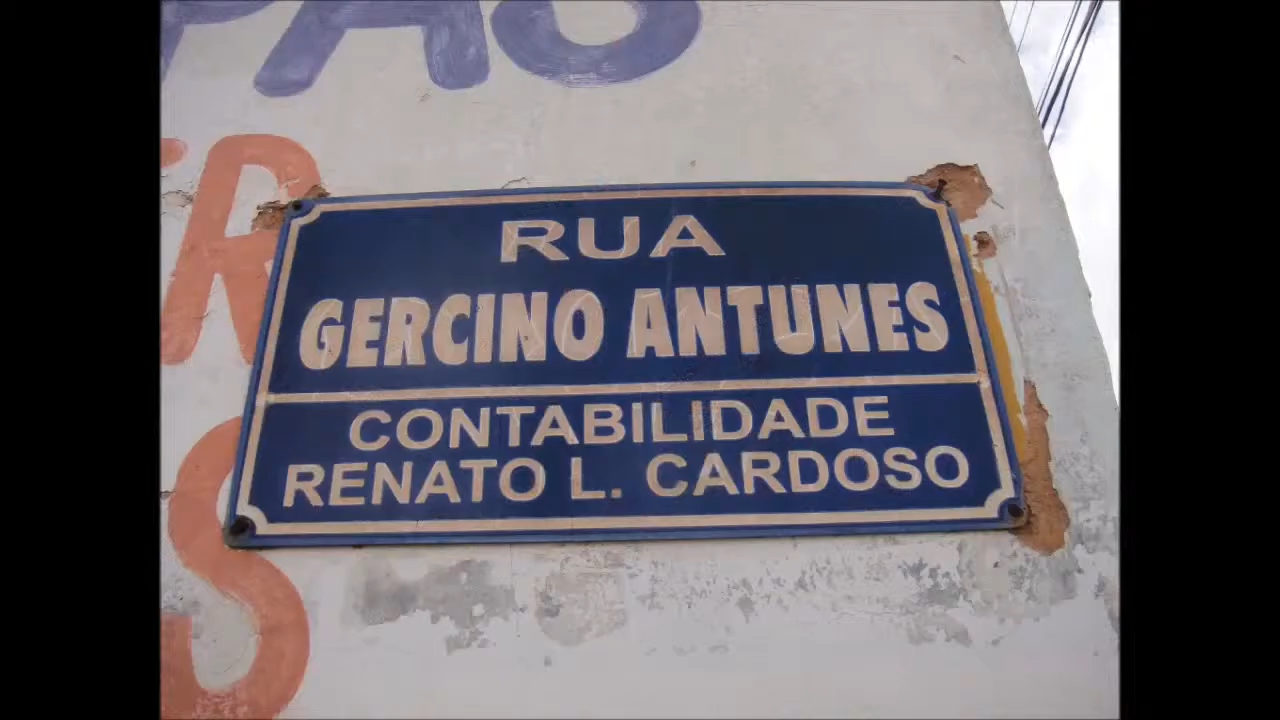 RUA
GERCINO ANTUNES
CONTABILIDADE
RENATO L. CARDOSO